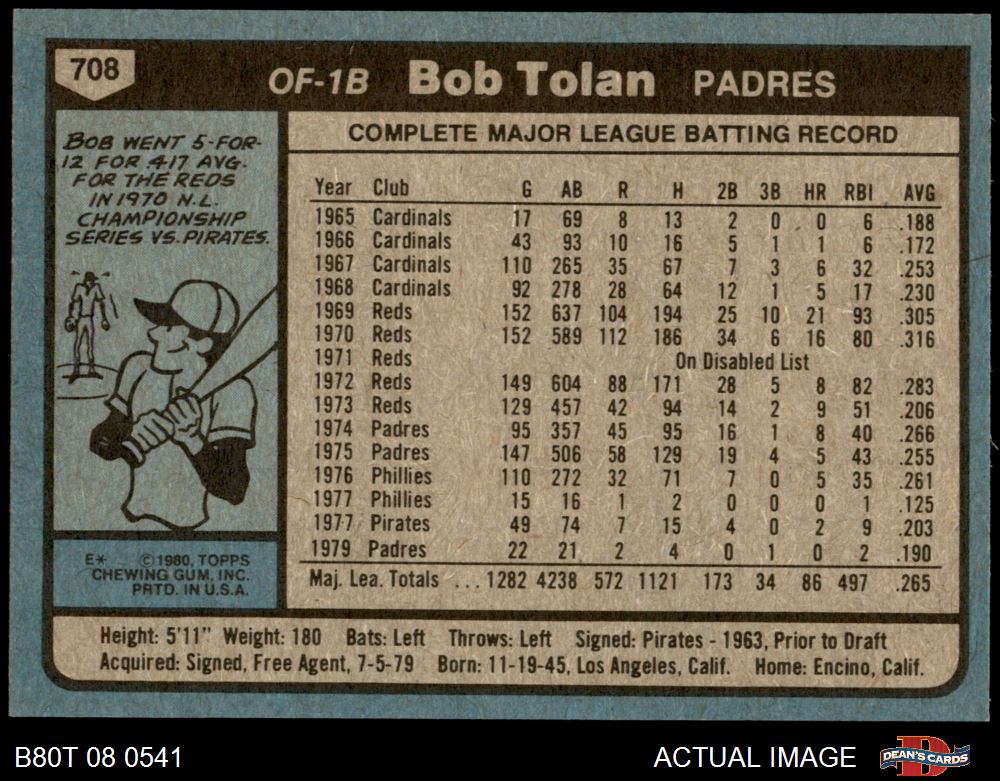 708 OF-1B Bob Tolan PADRES
BOB WENT 5-FOR-
12 FOR .417 AVG.
FOR THE REDS
IN 1970 N.L.
CHAMPIONSHIP
SERIES VS. PIRATES.
E* ©1980, TOPPS
CHEWING GUM, INC.
PRTD. IN U.S.A.
COMPLETE MAJOR LEAGUE BATTING RECORD
Year Club G AB R H 2B 3B HR RBI AVG
1965 Cardinals 17 69 8 13 2 0 0 6 .188
1966 Cardinals 43 93 10 16 5 1 1 6 .172
1967 Cardinals 110 265 35 67 7 3 6 32 .253
1968 Cardinals 92 278 28 64 12 1 5 17 .230
1969 Reds 152 637 104 194 25 10 21 93 .305
1970 Reds 152 589 112 186 34 6 16 80 .316
1971 Reds On Disabled List
1972 Reds 149 604 88 171 28 5 8 82 .283
1973 Reds 129 457 42 94 14 2 9 51 .206
1974 Padres 95 357 45 95 16 1 8 40 .266
1975 Padres 147 506 58 129 19 4 5 43 .255
1976 Phillies 110 272 32 71 7 0 5 35 .261
1977 Phillies 15 16 1 2 0 0 0 1 .125
1977 Pirates 49 74 7 15 4 0 2 9 .203
1979 Padres 22 21 2 4 0 1 0 2 .190
Maj. Lea. Totals ... 1282 4238 572 1121 173 34 86 497 .265
Height: 5'11" Weight: 180 Bats: Left Throws: Left Signed: Pirates - 1963, Prior to Draft
Acquired: Signed, Free Agent, 7-5-79 Born: 11-19-45, Los Angeles, Calif. Home: Encino, Calif.
B80T 08 0541 ACTUAL IMAGE DEAN'S CARDS